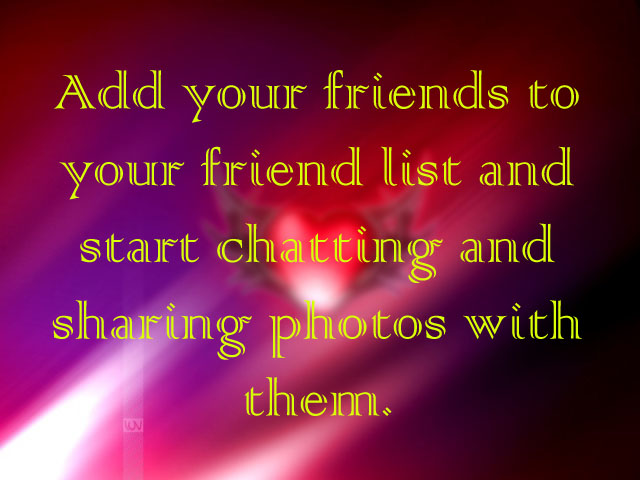 Add your friends to
your friend list and
start chatting and
sharing photos with
them.